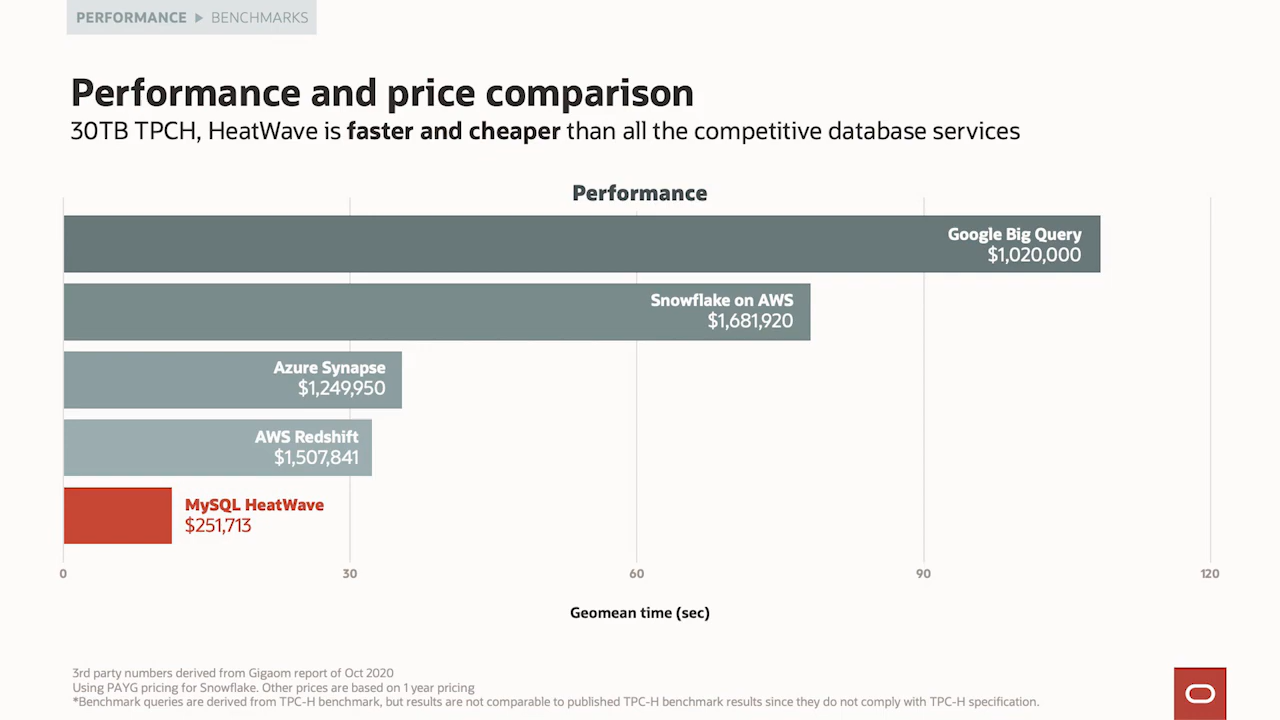 PERFORMANCE ▶ BENCHMARKS
Performance and price comparison
30TB TPCH, HeatWave is faster and cheaper than all the competitive database services
Performance
Google Big Query
$1,020,000
Snowflake on AWS
$1,681,920
Azure Synapse
$1,249,950
AWS Redshift
$1,507,841
MySQL HeatWave
$251,713
0 30 60 90 120
Geomean time (sec)
3rd party numbers derived from Gigaom report of Oct 2020
Using PAYG pricing for Snowflake. Other prices are based on 1 year pricing
*Benchmark queries are derived from TPC-H benchmark, but results are not comparable to published TPC-H benchmark results since they do not comply with TPC-H specification.